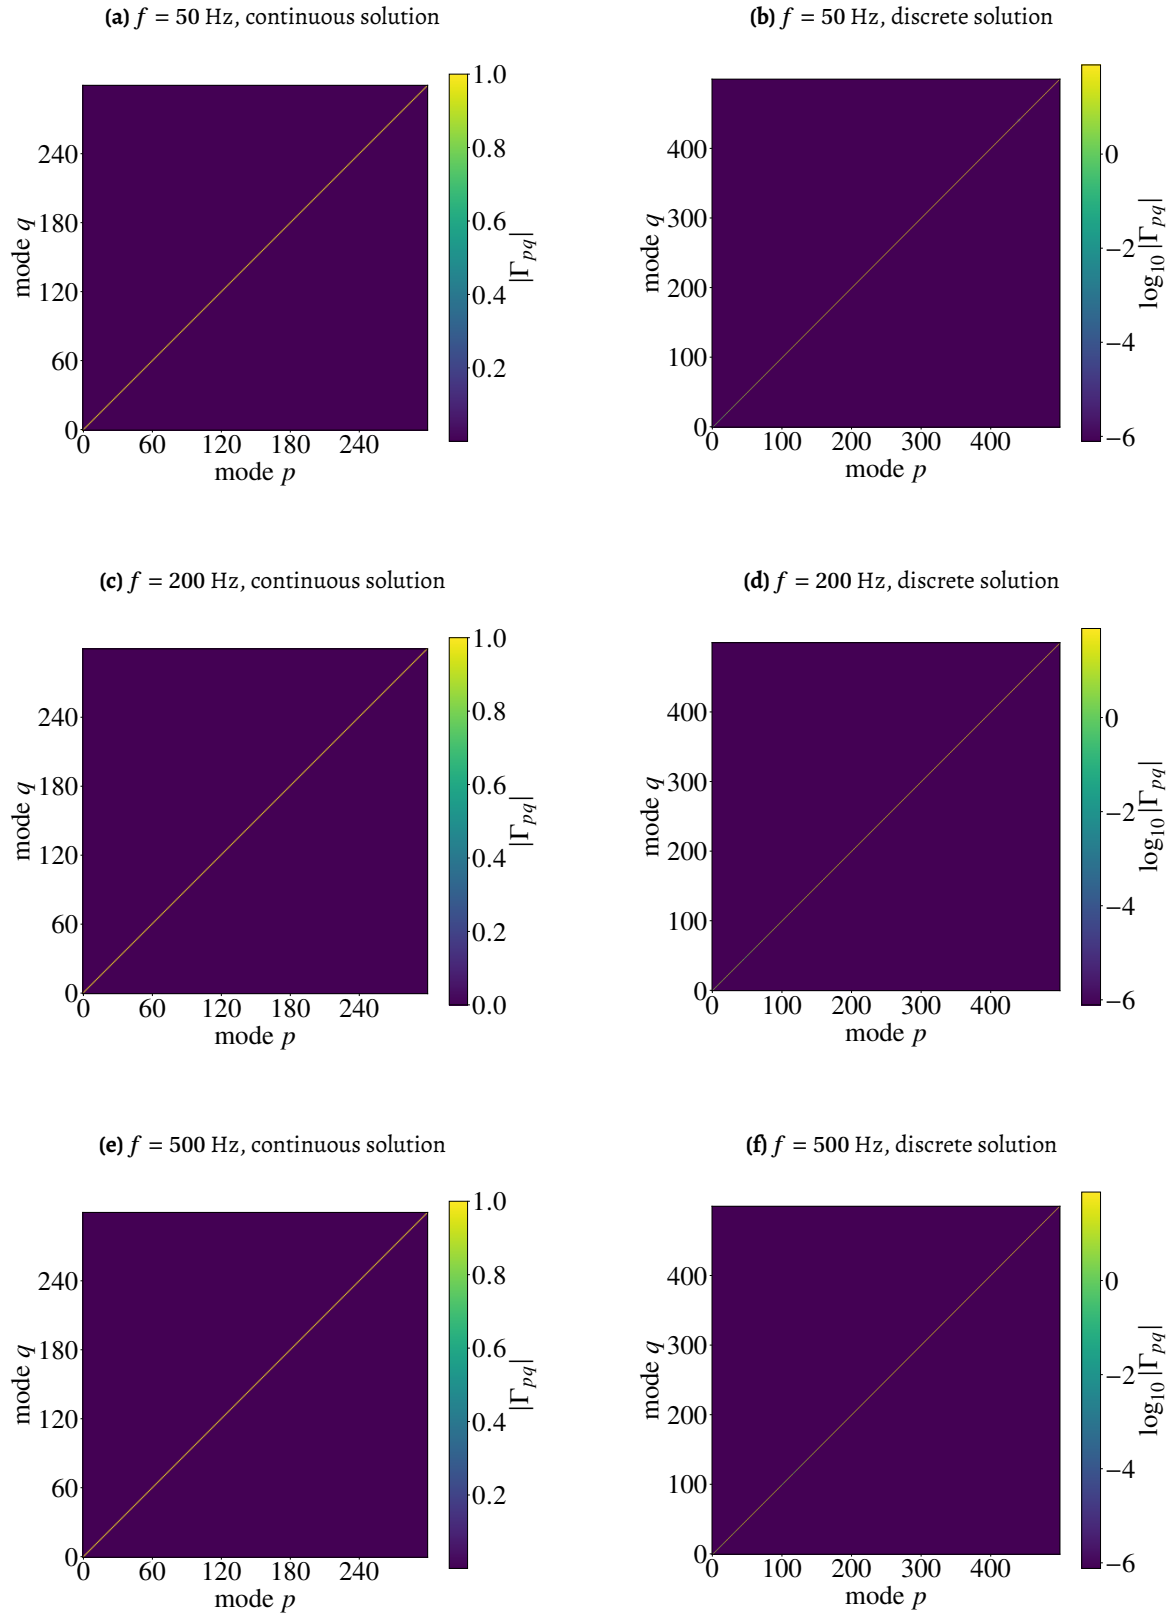 (a) f = 50 Hz, continuous solution
1.0
0.8
0.6
0.4
0.2
|Γpq|
240
180
120
60
0
mode q
0 60 120 180 240
mode p
(b) f = 50 Hz, discrete solution
0
−2
−4
−6
log10 |Γpq|
400
300
200
100
0
mode q
0 100 200 300 400
mode p
(c) f = 200 Hz, continuous solution
1.0
0.8
0.6
0.4
0.2
0.0
|Γpq|
240
180
120
60
0
mode q
0 60 120 180 240
mode p
(d) f = 200 Hz, discrete solution
0
−2
−4
−6
log10 |Γpq|
400
300
200
100
0
mode q
0 100 200 300 400
mode p
(e) f = 500 Hz, continuous solution
1.0
0.8
0.6
0.4
0.2
|Γpq|
240
180
120
60
0
mode q
0 60 120 180 240
mode p
(f) f = 500 Hz, discrete solution
0
−2
−4
−6
log10 |Γpq|
400
300
200
100
0
mode q
0 100 200 300 400
mode p